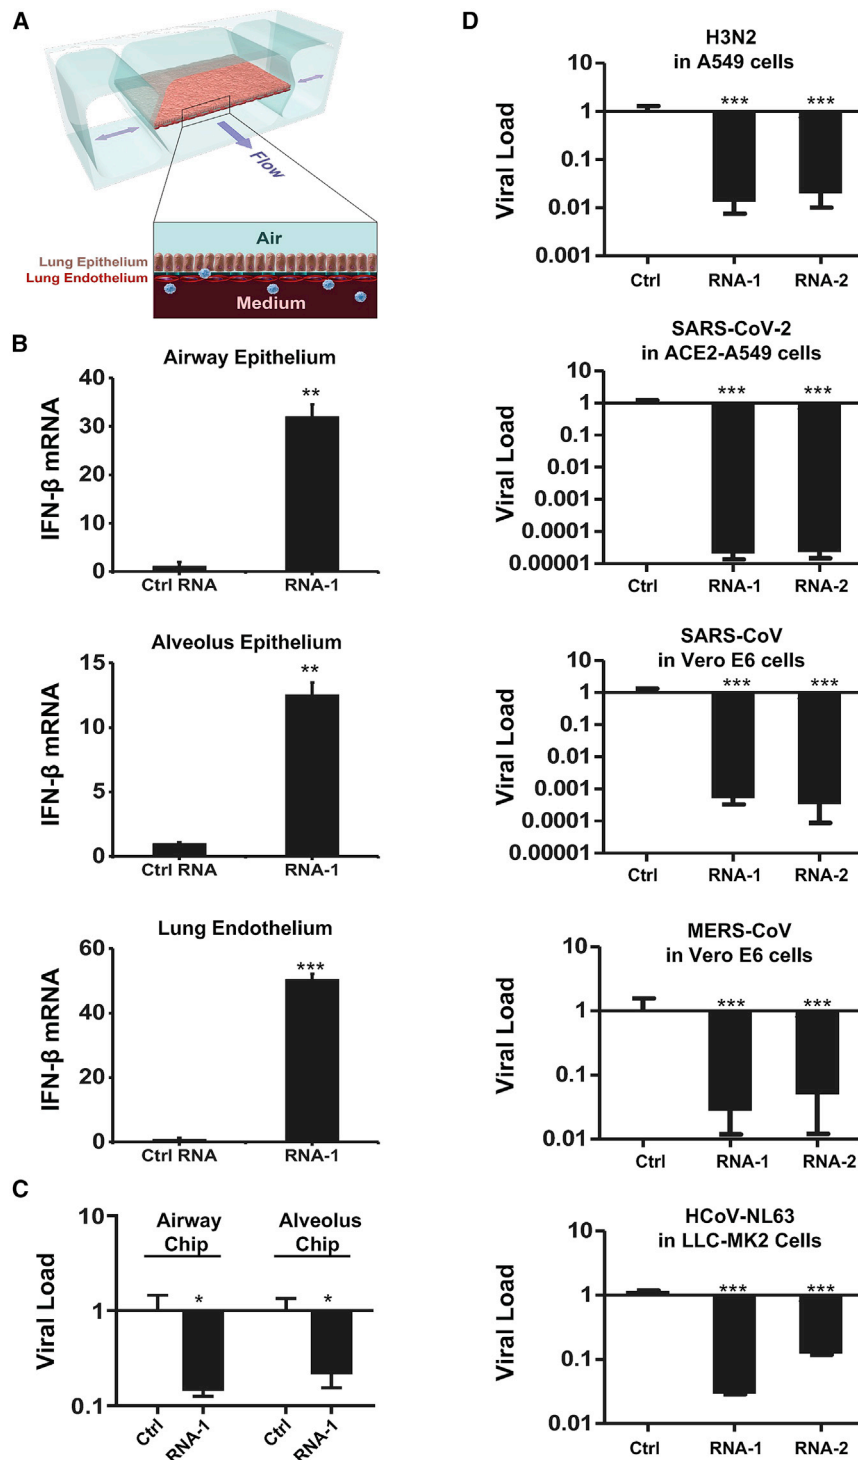 A
Flow
Air
Lung Epithelium
Lung Endothelium
Medium
B
Airway Epithelium
IFN-β mRNA
40
30
20
10
0
**
Ctrl RNA
RNA-1
Alveolus Epithelium
IFN-β mRNA
15
10
5
0
**
Ctrl RNA
RNA-1
Lung Endothelium
IFN-β mRNA
60
40
20
0
***
Ctrl RNA
RNA-1
C
Airway
Chip
Alveolus
Chip
Viral Load
10
1
0.1
*
*
Ctrl
RNA-1
Ctrl
RNA-1
D
H3N2
in A549 cells
Viral Load
10
1
0.1
0.01
0.001
***
***
Ctrl
RNA-1
RNA-2
SARS-CoV-2
in ACE2-A549 cells
Viral Load
10
1
0.1
0.01
0.001
0.0001
0.00001
***
***
Ctrl
RNA-1
RNA-2
SARS-CoV
in Vero E6 cells
Viral Load
10
1
0.1
0.01
0.001
0.0001
0.00001
***
***
Ctrl
RNA-1
RNA-2
MERS-CoV
in Vero E6 cells
Viral Load
10
1
0.1
0.01
***
***
Ctrl
RNA-1
RNA-2
HCoV-NL63
in LLC-MK2 Cells
Viral Load
10
1
0.1
0.01
***
***
Ctrl
RNA-1
RNA-2